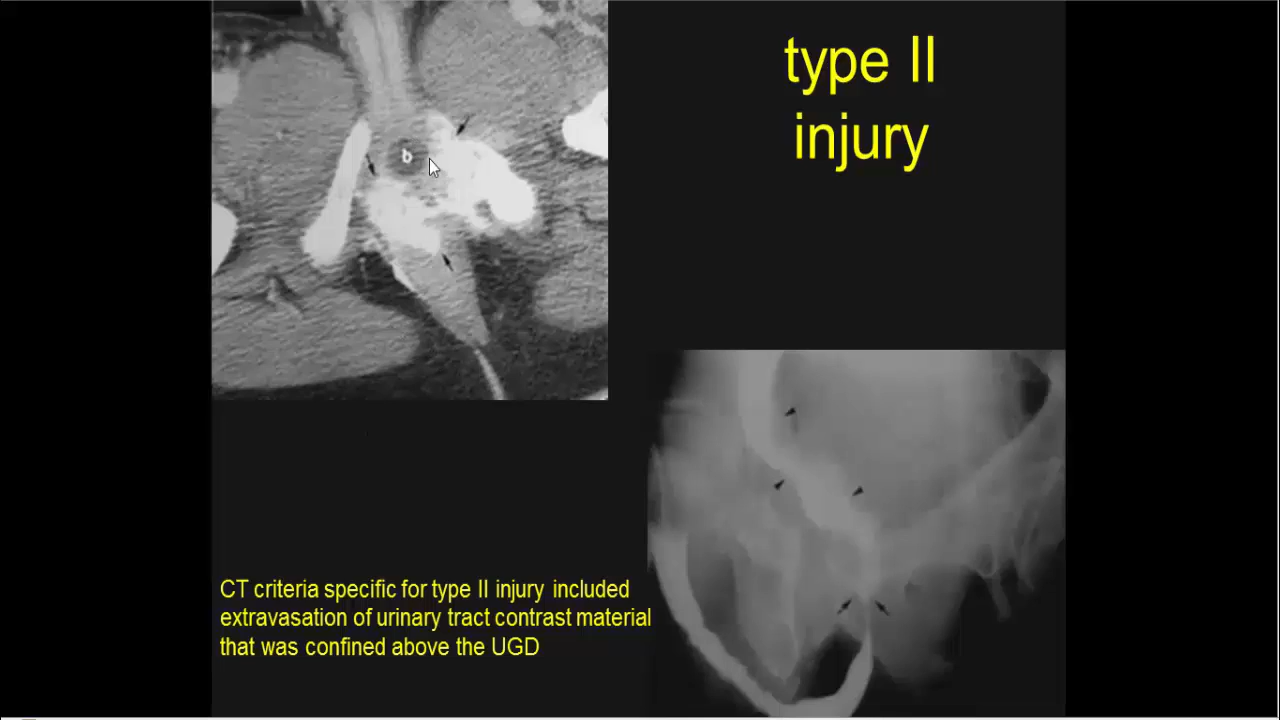 type II
injury
b
CT criteria specific for type II injury included
extravasation of urinary tract contrast material
that was confined above the UGD